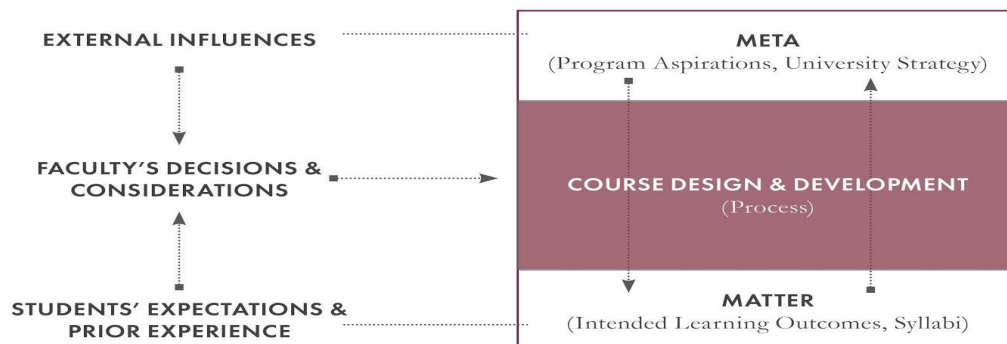 EXTERNAL INFLUENCES
META
(Program Aspirations, University Strategy)
FACULTY'S DECISIONS &
CONSIDERATIONS
COURSE DESIGN & DEVELOPMENT
(Process)
STUDENTS' EXPECTATIONS &
PRIOR EXPERIENCE
MATTER
(Intended Learning Outcomes, Syllabi)